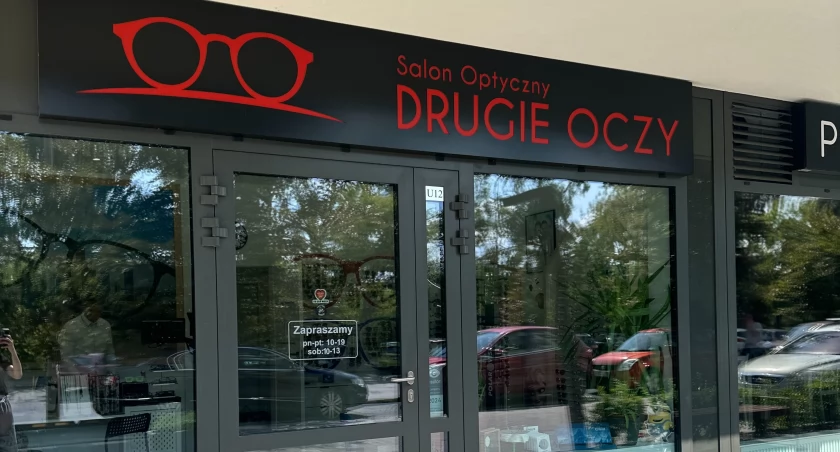 Salon Optyczny
DRUGIE OCZY
P
U12
Zapraszamy
pn-pt: 10-19
sob:10-13